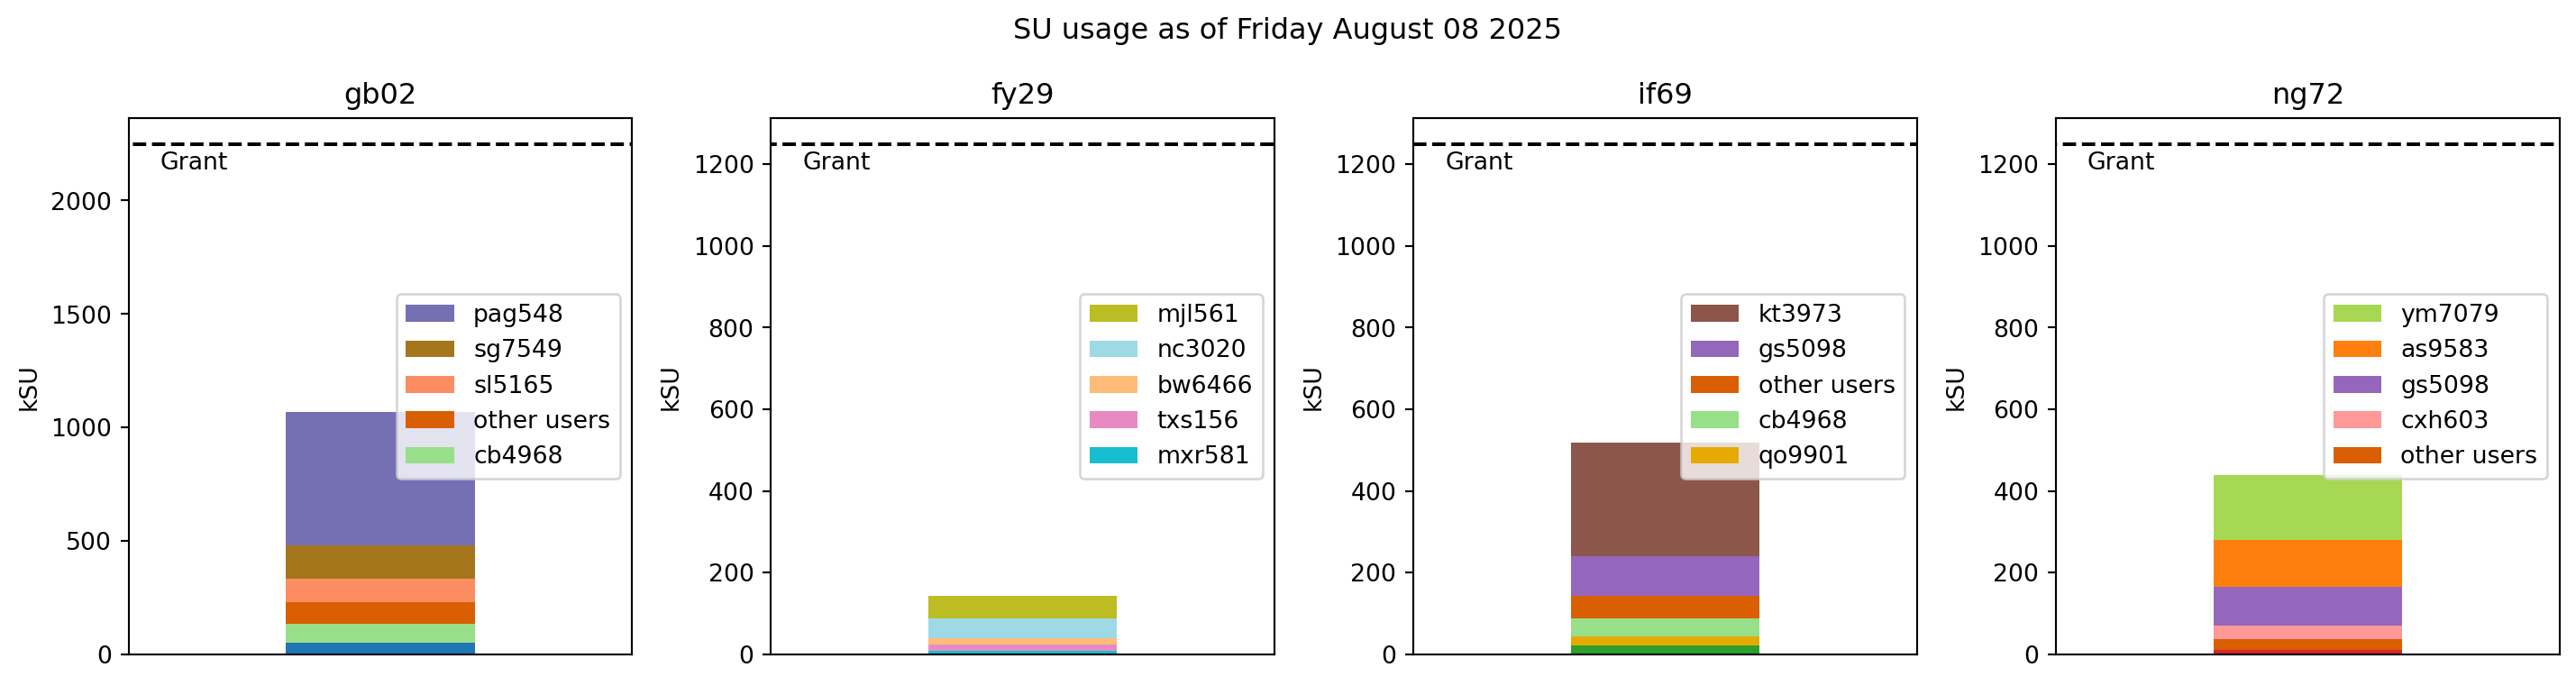 SU usage as of Friday August 08 2025
gb02
kSU
2000
1500
1000
500
0
Grant
pag548
sg7549
sl5165
other users
cb4968
fy29
kSU
1200
1000
800
600
400
200
0
Grant
mjl561
nc3020
bw6466
txs156
mxr581
if69
kSU
1200
1000
800
600
400
200
0
Grant
kt3973
gs5098
other users
cb4968
qo9901
ng72
kSU
1200
1000
800
600
400
200
0
Grant
ym7079
as9583
gs5098
cxh603
other users